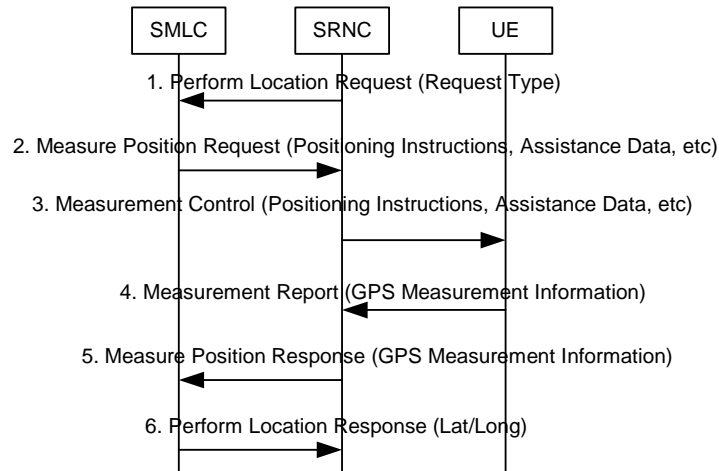 SMLC SRNC UE
1. Perform Location Request (Request Type)
2. Measure Position Request (Positioning Instructions, Assistance Data, etc)
3. Measurement Control (Positioning Instructions, Assistance Data, etc)
4. Measurement Report (GPS Measurement Information)
5. Measure Position Response (GPS Measurement Information)
6. Perform Location Response (Lat/Long)